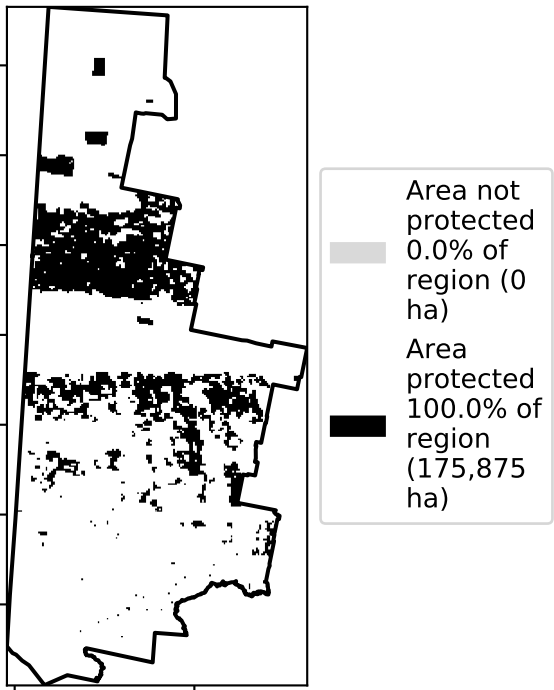 Area not
protected
0.0% of
region (0
ha)
Area
protected
100.0% of
region
(175,875
ha)